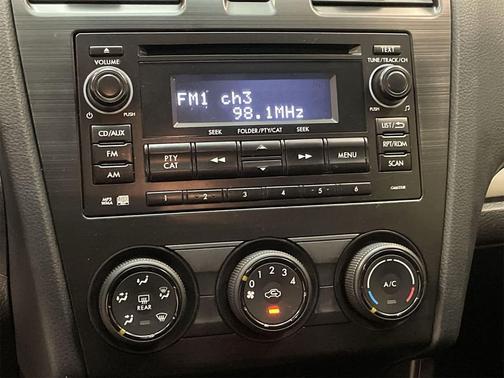 VOLUME
TEXT
TUNE/TRACK/CH
FM1 ch3
98.1MHz
PUSH
PUSH
CD/AUX
FM
AM
SEEK FOLDER/PTY/CAT SEEK
PTY CAT
MENU
LIST/
RPT/RDM
SCAN
1 2 3 4 5 6
MP3
WMA
REAR
0 1 2 3 4
A/C